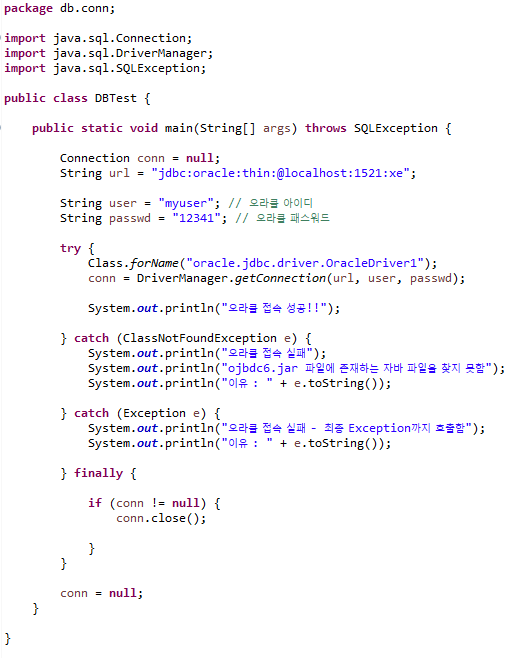 package db.conn;
import java.sql.Connection;
import java.sql.DriverManager;
import java.sql.SQLException;
public class DBTest {
public static void main(String[] args) throws SQLException {
Connection conn = null;
String url = "jdbc:oracle:thin:@localhost:1521:xe";
String user = "myuser"; // 오라클 아이디
String passwd = "12341"; // 오라클 패스워드
try {
Class.forName("oracle.jdbc.driver.OracleDriver1");
conn = DriverManager.getConnection(url, user, passwd);
System.out.println("오라클 접속 성공!!");
} catch (ClassNotFoundException e) {
System.out.println("오라클 접속 실패");
System.out.println("ojbdc6.jar 파일에 존재하는 자바 파일을 찾지 못함");
System.out.println("이유 : " + e.toString());
} catch (Exception e) {
System.out.println("오라클 접속 실패 - 최종 Exception까지 호출함");
System.out.println("이유 : " + e.toString());
} finally {
if (conn != null) {
conn.close();
}
}
conn = null;
}
}